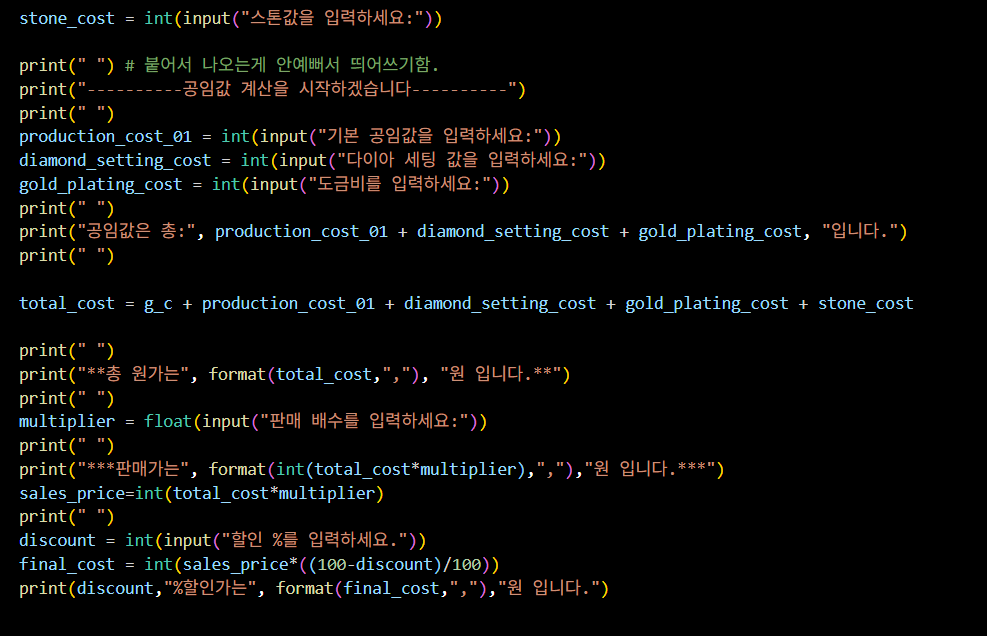 stone_cost = int(input("스톤값을 입력하세요:"))
print(" ") # 붙어서 나오는게 안예뻐서 띄어쓰기함.
print("----------공임값 계산을 시작하겠습니다----------")
print(" ")
production_cost_01 = int(input("기본 공임값을 입력하세요:"))
diamond_setting_cost = int(input("다이아 세팅 값을 입력하세요:"))
gold_plating_cost = int(input("도금비를 입력하세요:"))
print(" ")
print("공임값은 총:", production_cost_01 + diamond_setting_cost + gold_plating_cost, "입니다.")
print(" ")
total_cost = g_c + production_cost_01 + diamond_setting_cost + gold_plating_cost + stone_cost
print(" ")
print("**총 원가는", format(total_cost,","), "원 입니다.**")
print(" ")
multiplier = float(input("판매 배수를 입력하세요:"))
print(" ")
print("***판매가는", format(int(total_cost*multiplier),","),"원 입니다.***")
sales_price=int(total_cost*multiplier)
print(" ")
discount = int(input("할인 %를 입력하세요."))
final_cost = int(sales_price*((100-discount)/100))
print(discount,"%할인가는", format(final_cost,","),"원 입니다.")